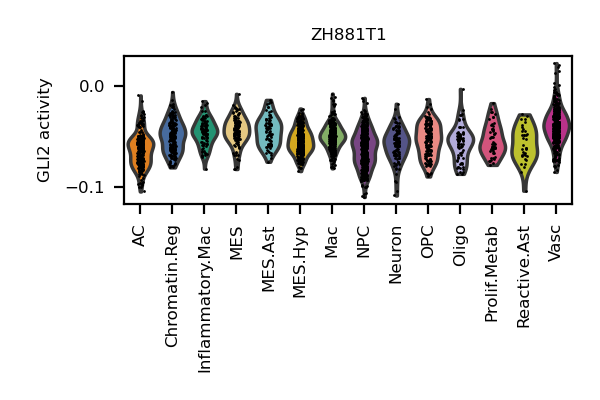 ZH881T1
GLI2 activity
0.0
−0.1
AC
Chromatin.Reg
Inflammatory.Mac
MES
MES.Ast
MES.Hyp
Mac
NPC
Neuron
OPC
Oligo
Prolif.Metab
Reactive.Ast
Vasc